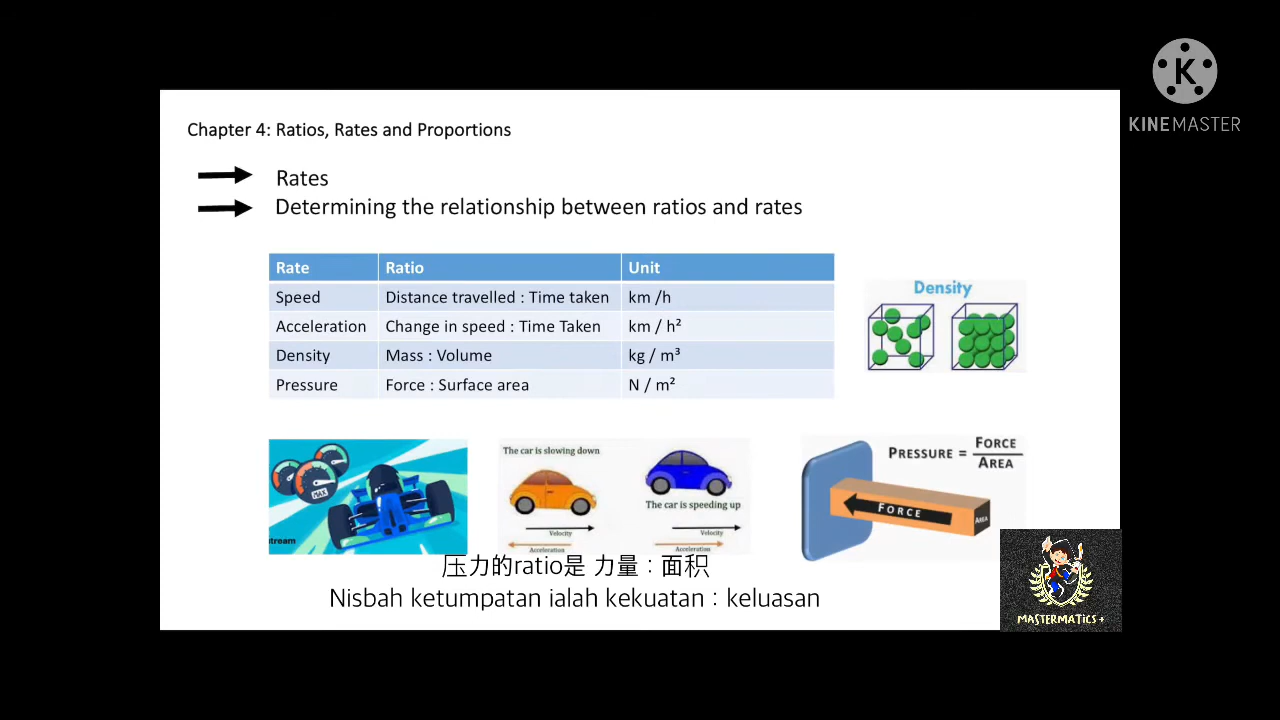 KINEMASTER
Chapter 4: Ratios, Rates and Proportions
Rates
Determining the relationship between ratios and rates
Rate Ratio Unit
Speed Distance travelled : Time taken km /h
Acceleration Change in speed : Time Taken km / h²
Density Mass : Volume kg / m³
Pressure Force : Surface area N / m²
Density
MAX
stream
The car is slowing down
Velocity
Acceleration
The car is speeding up
Velocity
Acceleration
PRESSURE = FORCE
AREA
FORCE
AREA
压力的ratio是 力量 : 面积
Nisbah ketumpatan ialah kekuatan : keluasan
MASTERMATICS +